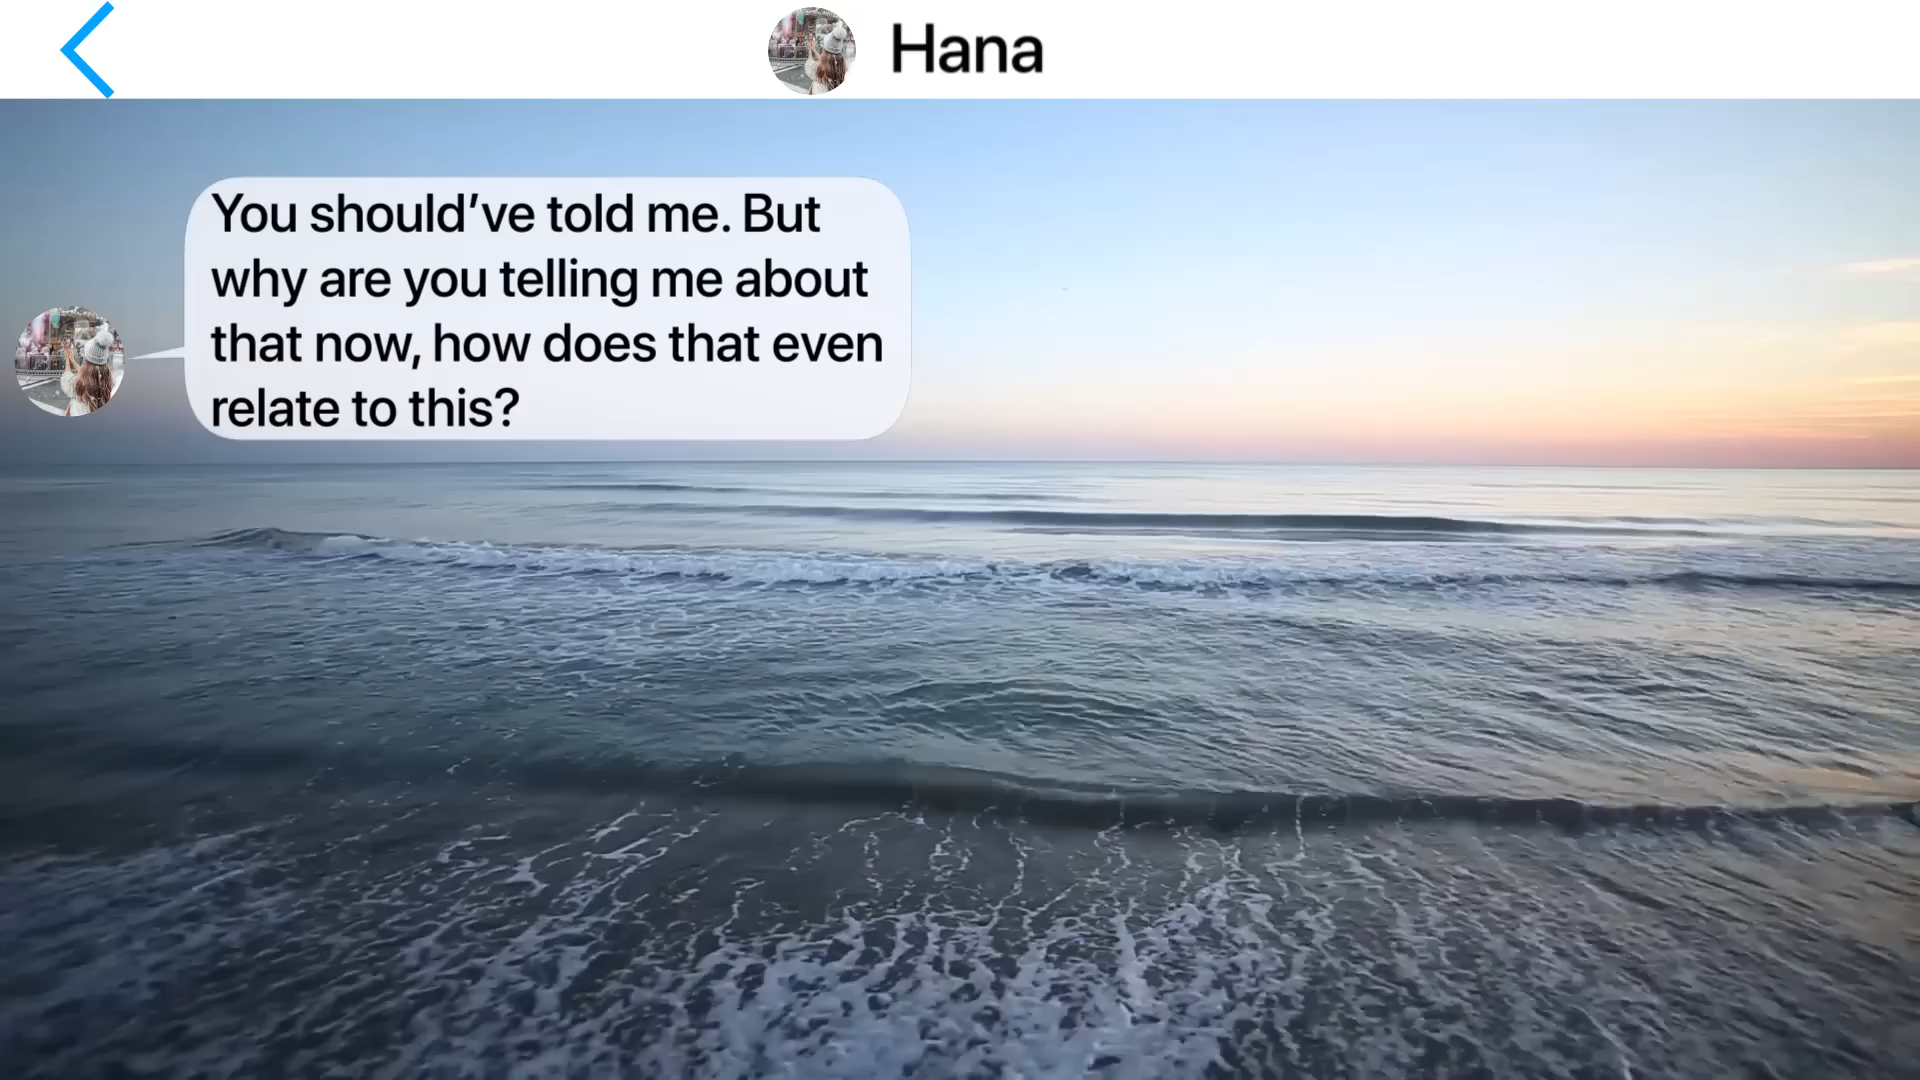 Hana
You should’ve told me. But
why are you telling me about
that now, how does that even
relate to this?